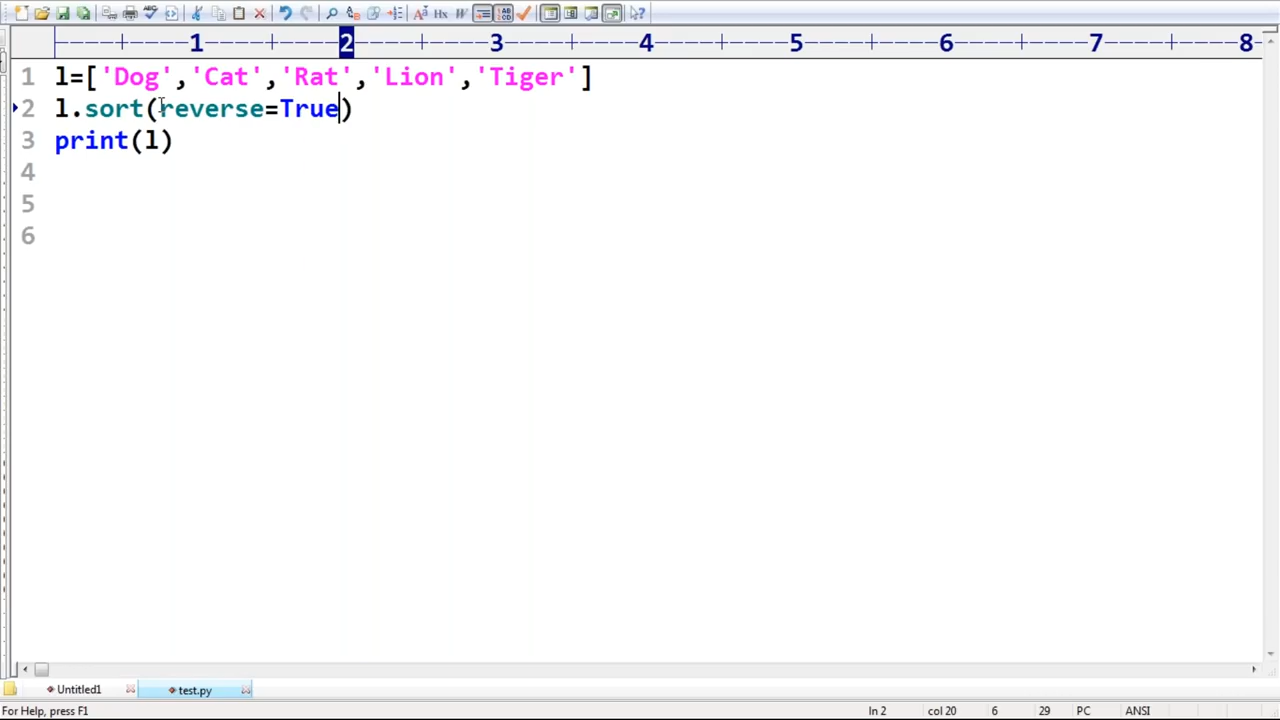 1 2 3 4 5 6 7 8
1 l=['Dog','Cat','Rat','Lion','Tiger']
2 l.sort(reverse=True)
3 print(l)
4
5
6
Untitled1 test.py
For Help, press F1 ln 2 col 20 6 29 PC ANSI